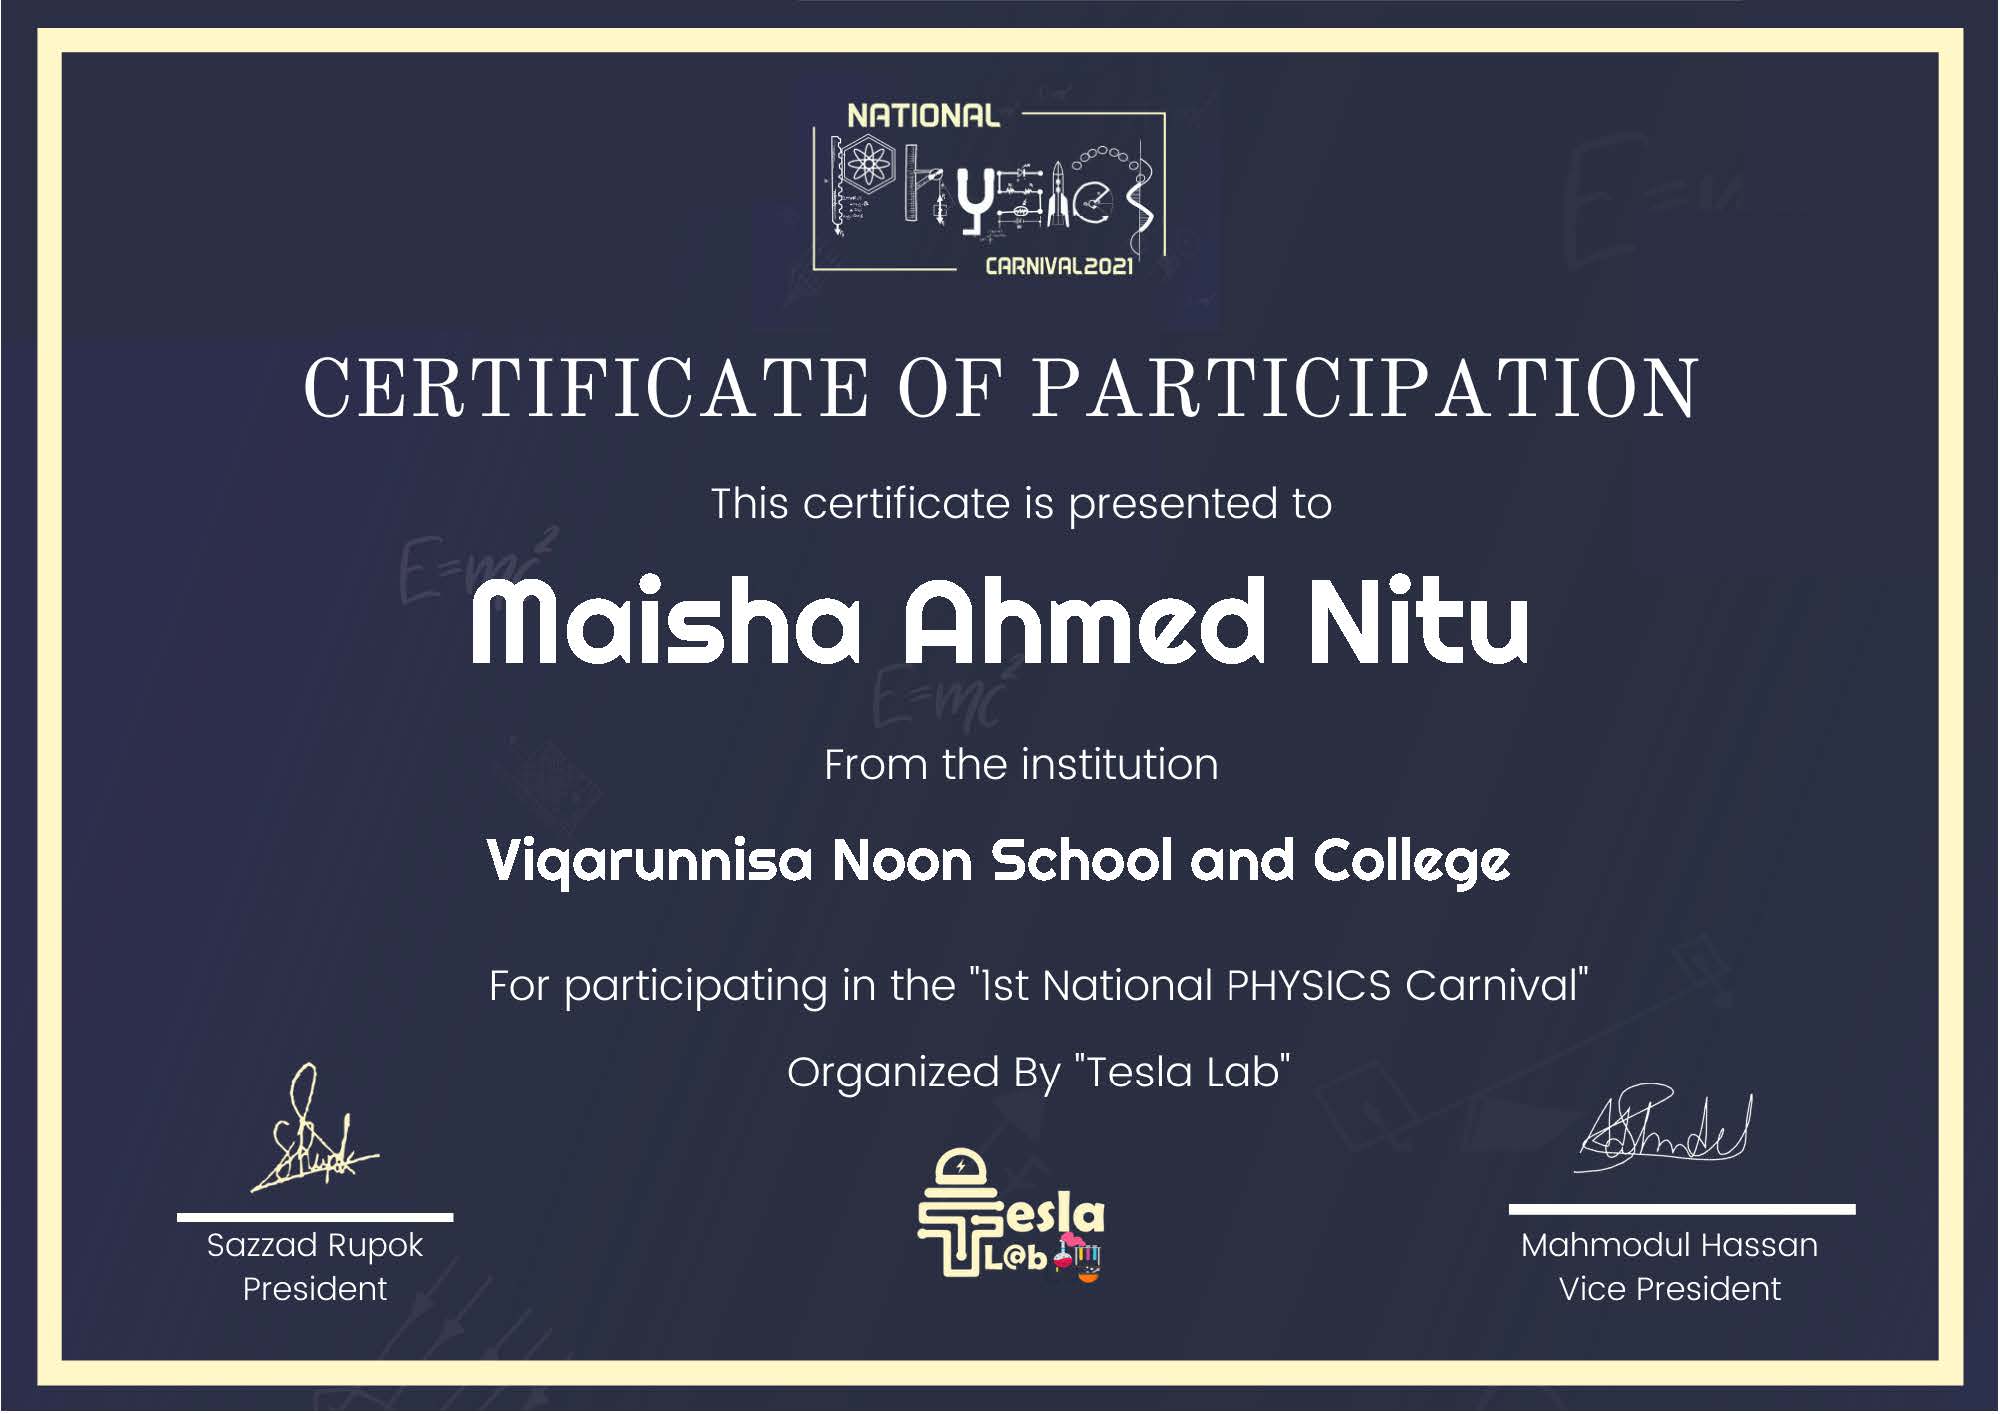 NATIONAL
Physics
CARNIVAL2021
CERTIFICATE OF PARTICIPATION
This certificate is presented to
E=mc²
Maisha Ahmed Nitu
E=mc²
From the institution
Viqarunnisa Noon School and College
For participating in the "1st National PHYSICS Carnival"
Organized By "Tesla Lab"
Tesla
L@b
Sazzad Rupok
President
Mahmodul Hassan
Vice President